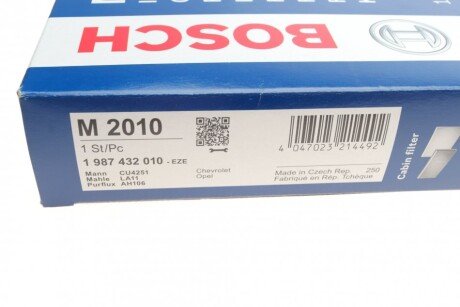 BOSCH
M 2010
1 St/Pc
1 987 432 010 - EZE
Mann CU4251
Mahle LA11
Purflux AH106
Chevrolet
Opel
4 047023 214492
Made in Czech Rep. 250
Fabriqué en Rép. Tchèque
Cabin filter
BOSCH